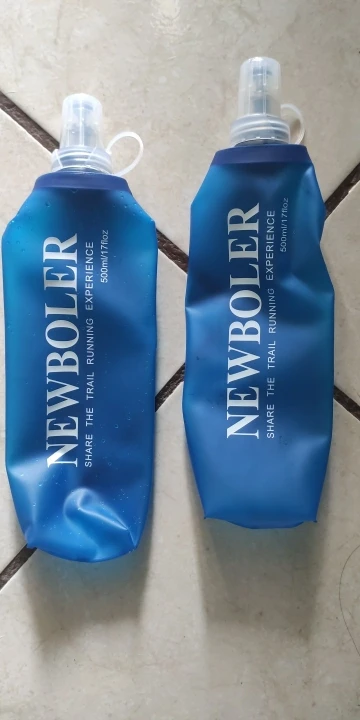 NEWBOLER
SHARE THE TRAIL RUNNING EXPERIENCE
500ml/17floz
NEWBOLER
SHARE THE TRAIL RUNNING EXPERIENCE
500ml/17floz